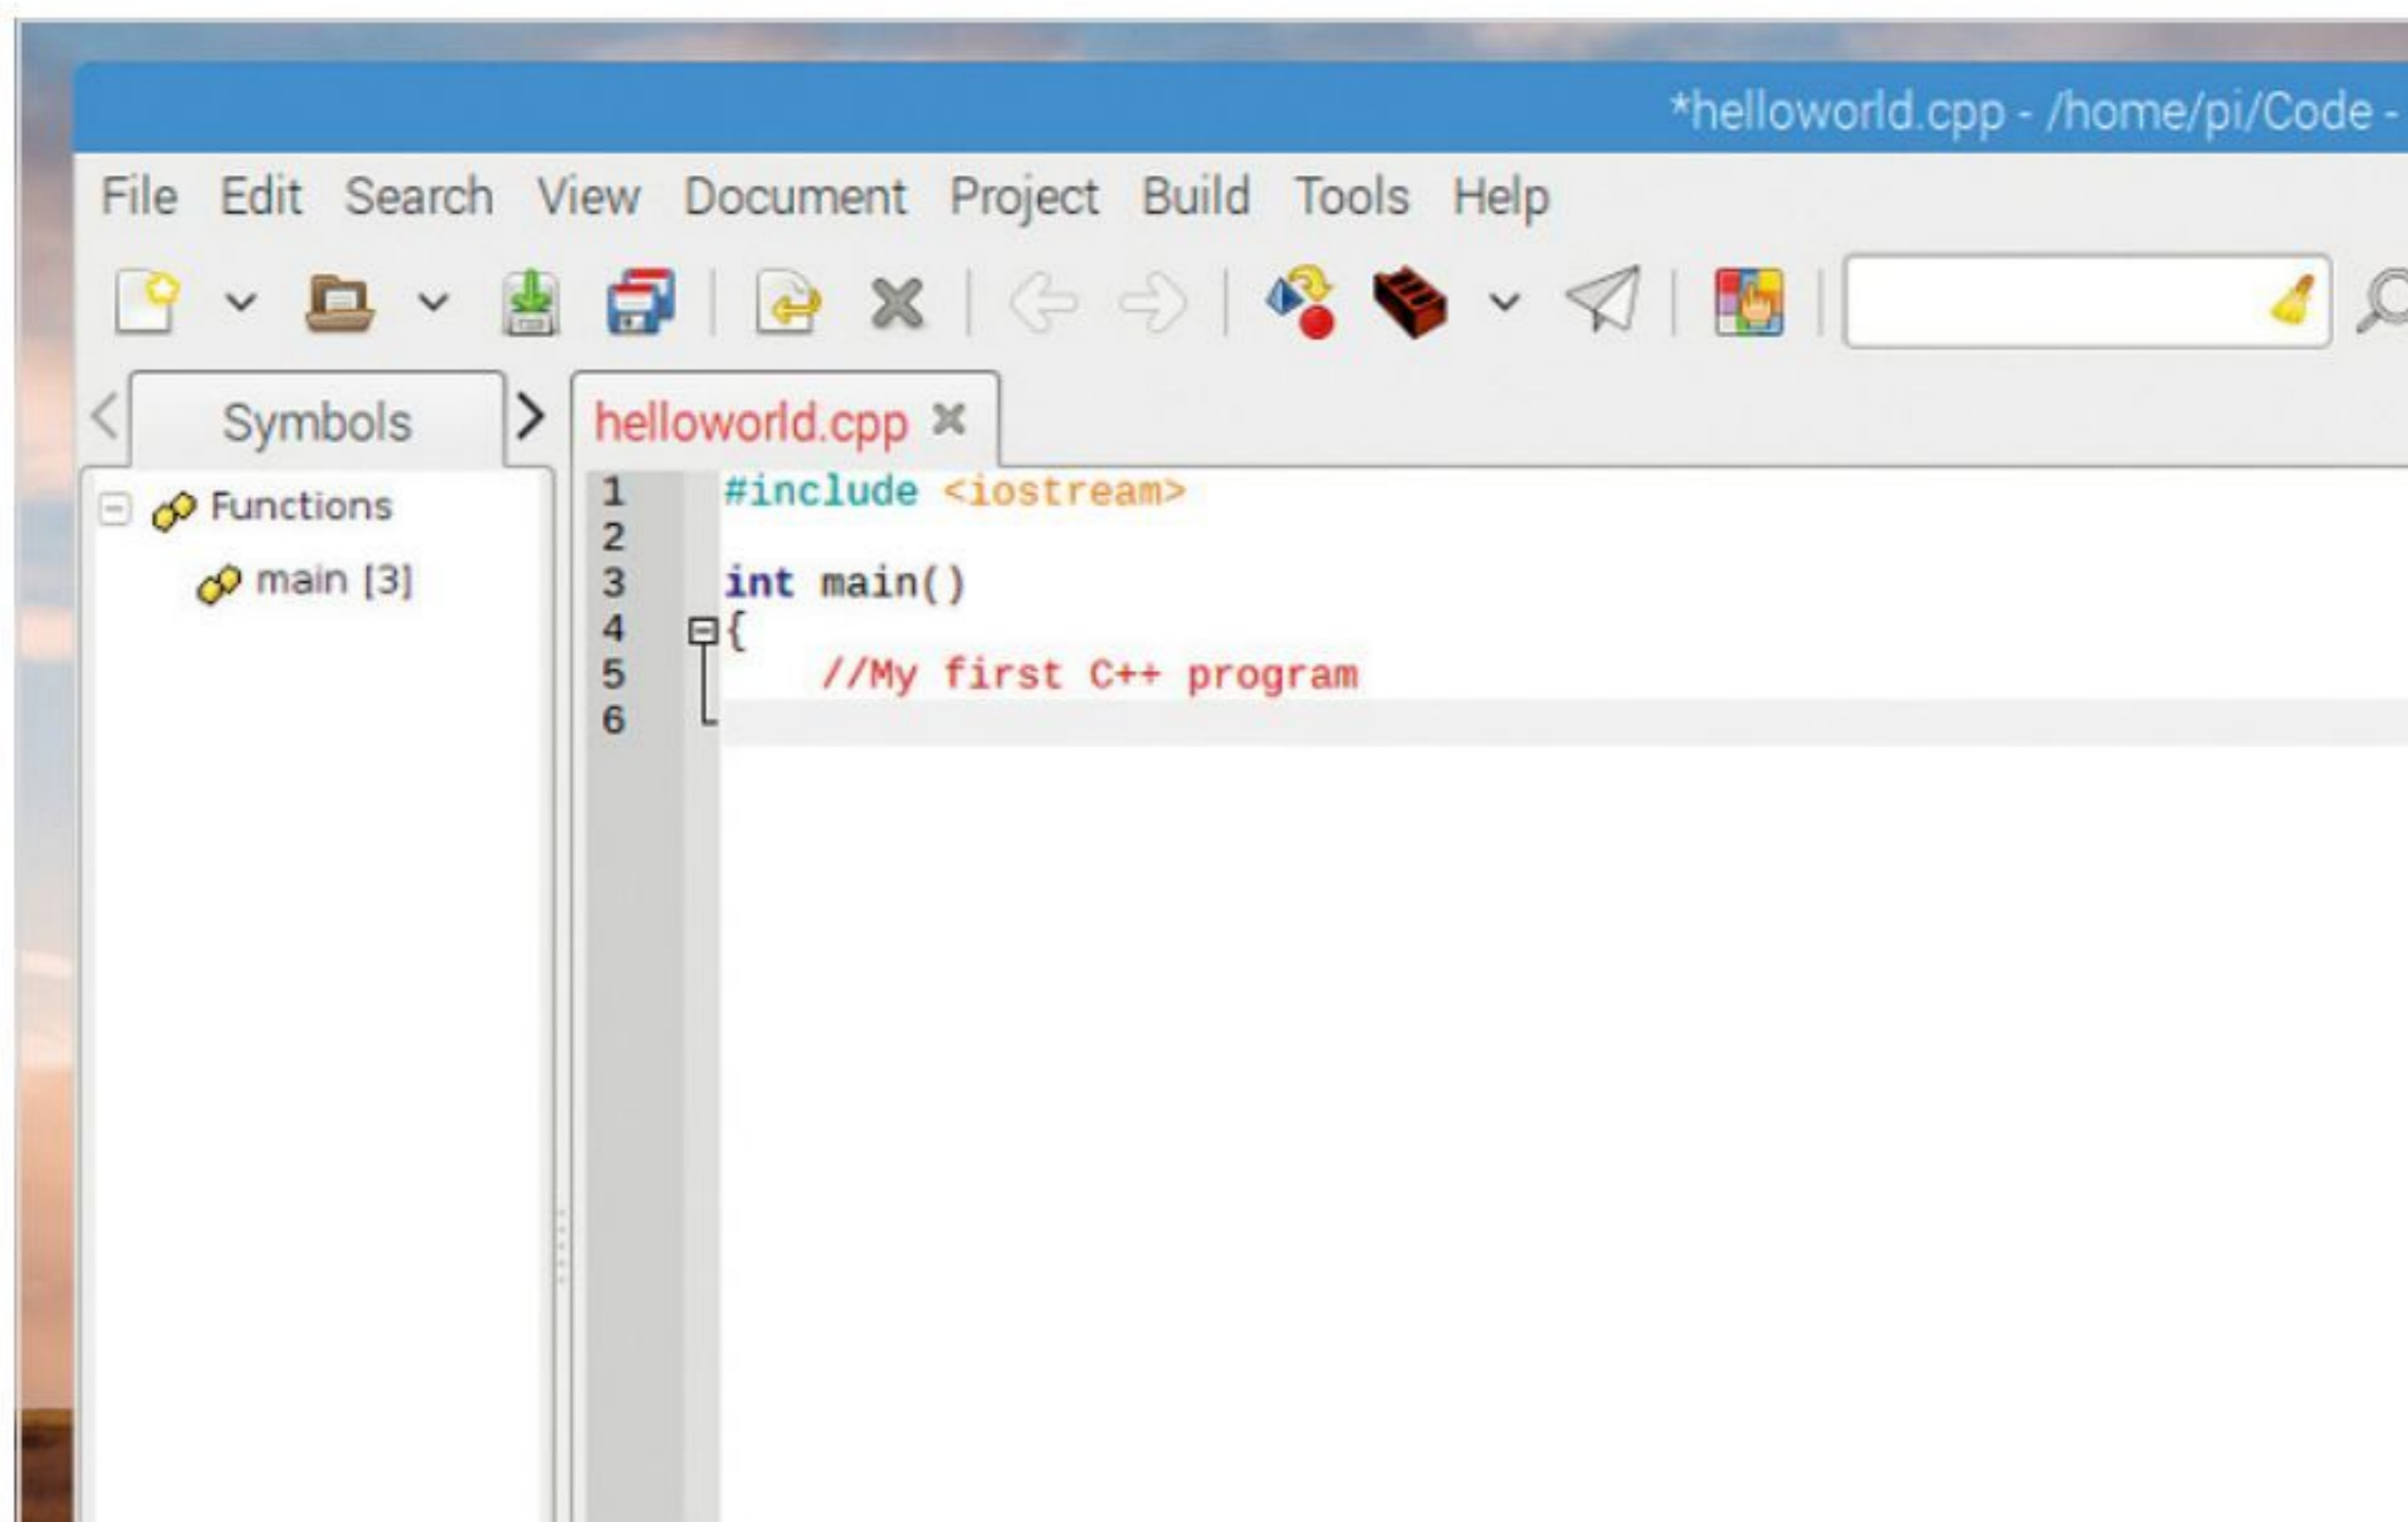 *helloworld.cpp - /home/pi/Code -
File Edit Search View Document Project Build Tools Help
Symbols
helloworld.cpp
Functions
main [3]
1 #include <iostream>
2
3 int main()
4 {
5     //My first C++ program
6